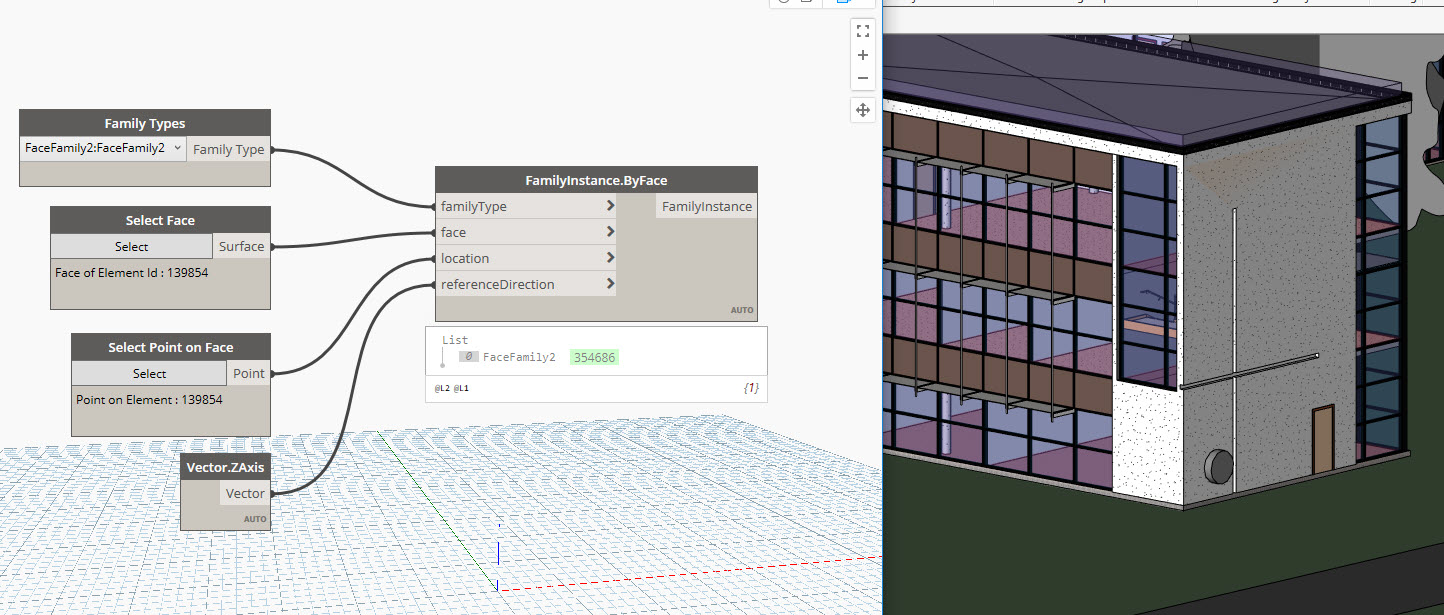 Family Types
FaceFamily2:FaceFamily2
Family Type
Select Face
Select
Surface
Face of Element Id : 139854
Select Point on Face
Select
Point
Point on Element : 139854
Vector.ZAxis
Vector
AUTO
FamilyInstance.ByFace
familyType
FamilyInstance
face
location
referenceDirection
AUTO
List
0 FaceFamily2 354686
@L2 @L1
{1}